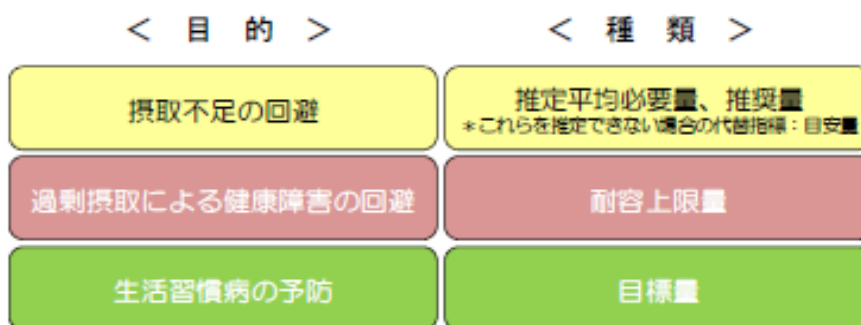 ＜ 目 的 ＞
＜ 種 類 ＞
摂取不足の回避
推定平均必要量、推奨量
＊これらを推定できない場合の代替指標：目安量
過剰摂取による健康障害の回避
耐容上限量
生活習慣病の予防
目標量